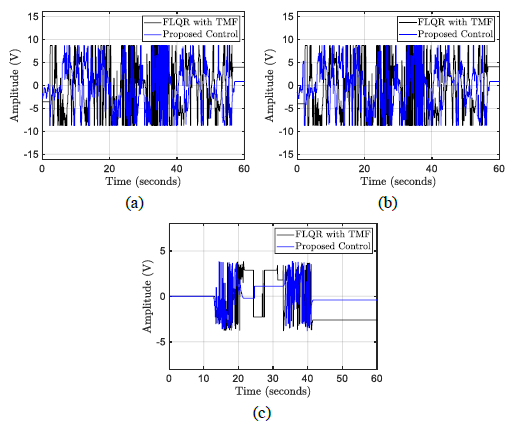 15
10
5
0
-5
-10
-15
Amplitude (V)
FLQR with TMF
Proposed Control
0
20
40
60
Time (seconds)
(a)
15
10
5
0
-5
-10
-15
Amplitude (V)
FLQR with TMF
Proposed Control
0
20
40
60
Time (seconds)
(b)
5
0
-5
Amplitude (V)
FLQR with TMF
Proposed Control
0
10
20
30
40
50
60
Time (seconds)
(c)